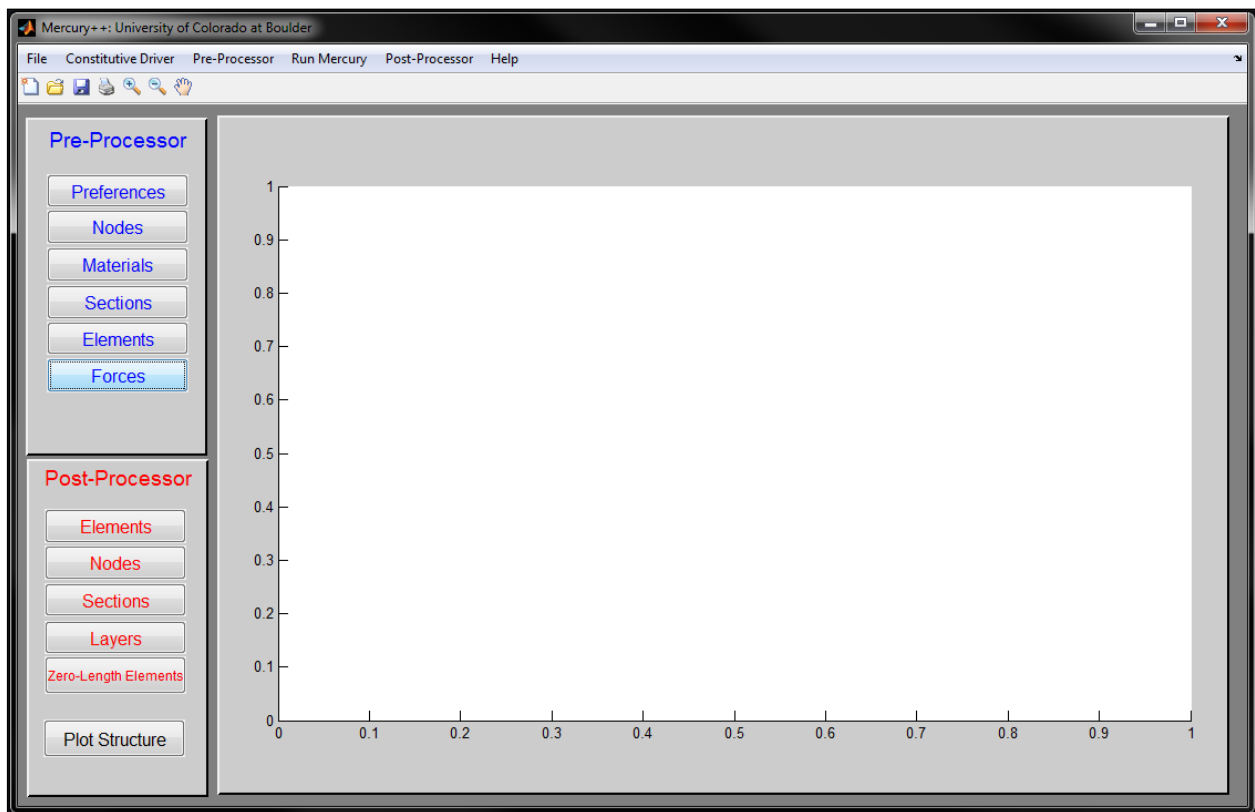 Mercury++: University of Colorado at Boulder
File Constitutive Driver Pre-Processor Run Mercury Post-Processor Help
Pre-Processor
Preferences
Nodes
Materials
Sections
Elements
Forces
Post-Processor
Elements
Nodes
Sections
Layers
Zero-Length Elements
Plot Structure
1
0.9
0.8
0.7
0.6
0.5
0.4
0.3
0.2
0.1
0
0 0.1 0.2 0.3 0.4 0.5 0.6 0.7 0.8 0.9 1